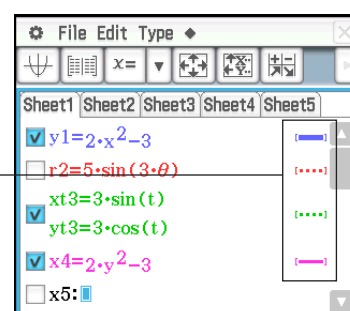 File Edit Type ◆
x=
Sheet1 Sheet2 Sheet3 Sheet4 Sheet5
y1=2·x²−3
r2=5·sin(3·θ)
xt3=3·sin(t)
yt3=3·cos(t)
x4=2·y²−3
x5: